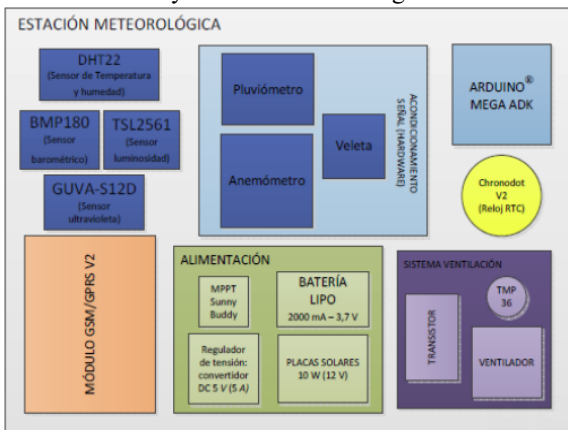 ESTACIÓN METEOROLÓGICA
DHT22
(Sensor de Temperatura
y humedad)
BMP180
(Sensor
barométrico)
TSL2561
(Sensor
luminosidad)
GUVA-S12D
(Sensor
ultravioleta)
Pluviómetro
Anemómetro
Veleta
ACONDICIONAMIENTO
SEÑAL (HARDWARE)
ARDUINO®
MEGA ADK
Chronodot
V2
(Reloj RTC)
MÓDULO GSM/GPRS V2
ALIMENTACIÓN
MPPT
Sunny
Buddy
BATERÍA
LIPO
2000 mA – 3,7 V
Regulador
de tensión:
convertidor
DC 5 V (5 A)
PLACAS SOLARES
10 W (12 V)
SISTEMA VENTILACIÓN
TRANSISTOR
TMP
36
VENTILADOR